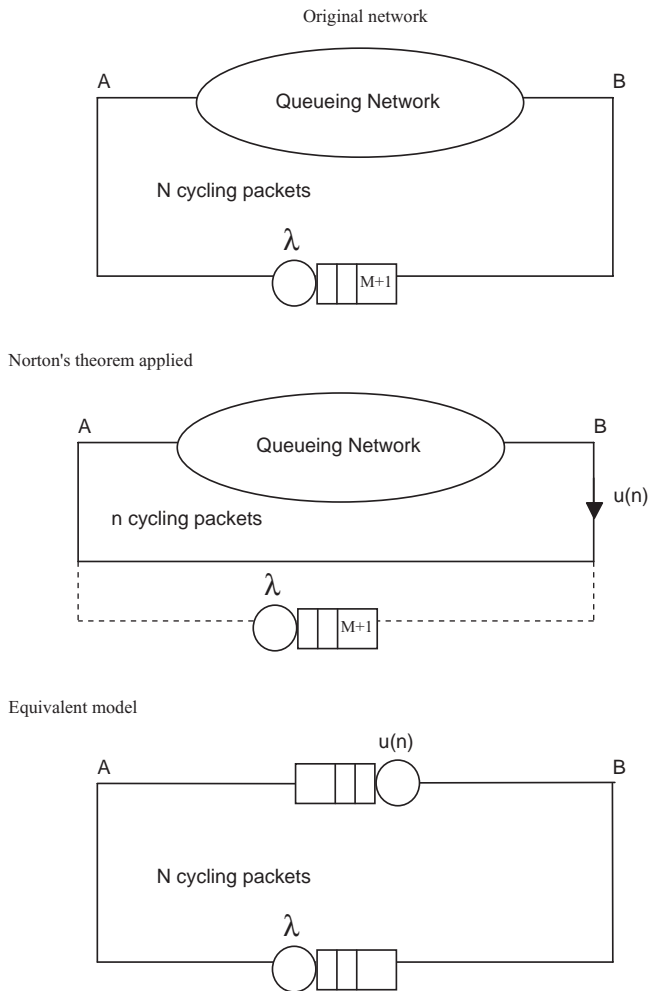 Original network
A
B
Queueing Network
N cycling packets
λ
M+1
Norton's theorem applied
A
B
Queueing Network
u(n)
n cycling packets
λ
M+1
Equivalent model
u(n)
A
B
N cycling packets
λ